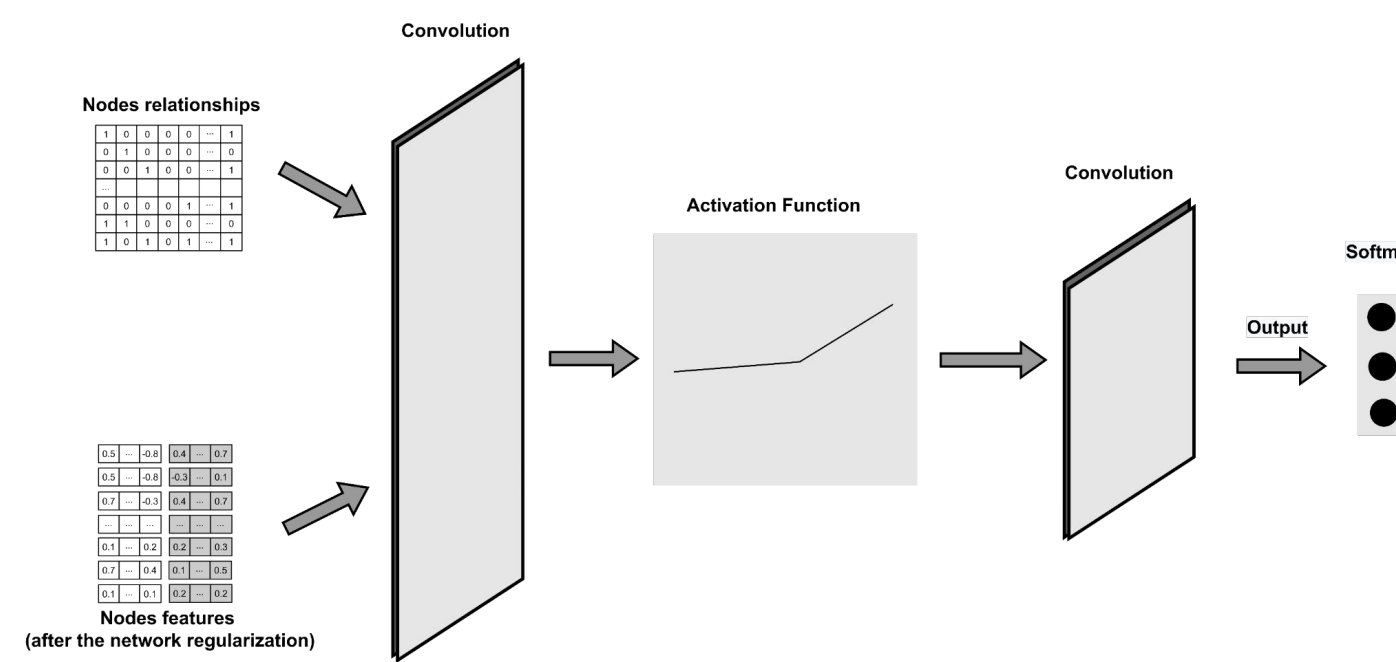 Convolution
Nodes relationships
1 0 0 0 0 ... 1
0 1 0 0 0 ... 0
0 0 1 0 0 ... 1
...
0 0 0 0 1 ... 1
1 1 0 0 0 ... 0
1 0 1 0 1 ... 1
Convolution
Activation Function
Softm
Output
0.5 ... -0.8 0.4 ... 0.7
0.5 ... -0.8 -0.3 ... 0.1
0.7 ... -0.3 0.4 ... 0.7
... ... ... ... ... ...
0.1 ... 0.2 0.2 ... 0.3
0.7 ... 0.4 0.1 ... 0.5
0.1 ... 0.1 0.2 ... 0.2
Nodes features
(after the network regularization)